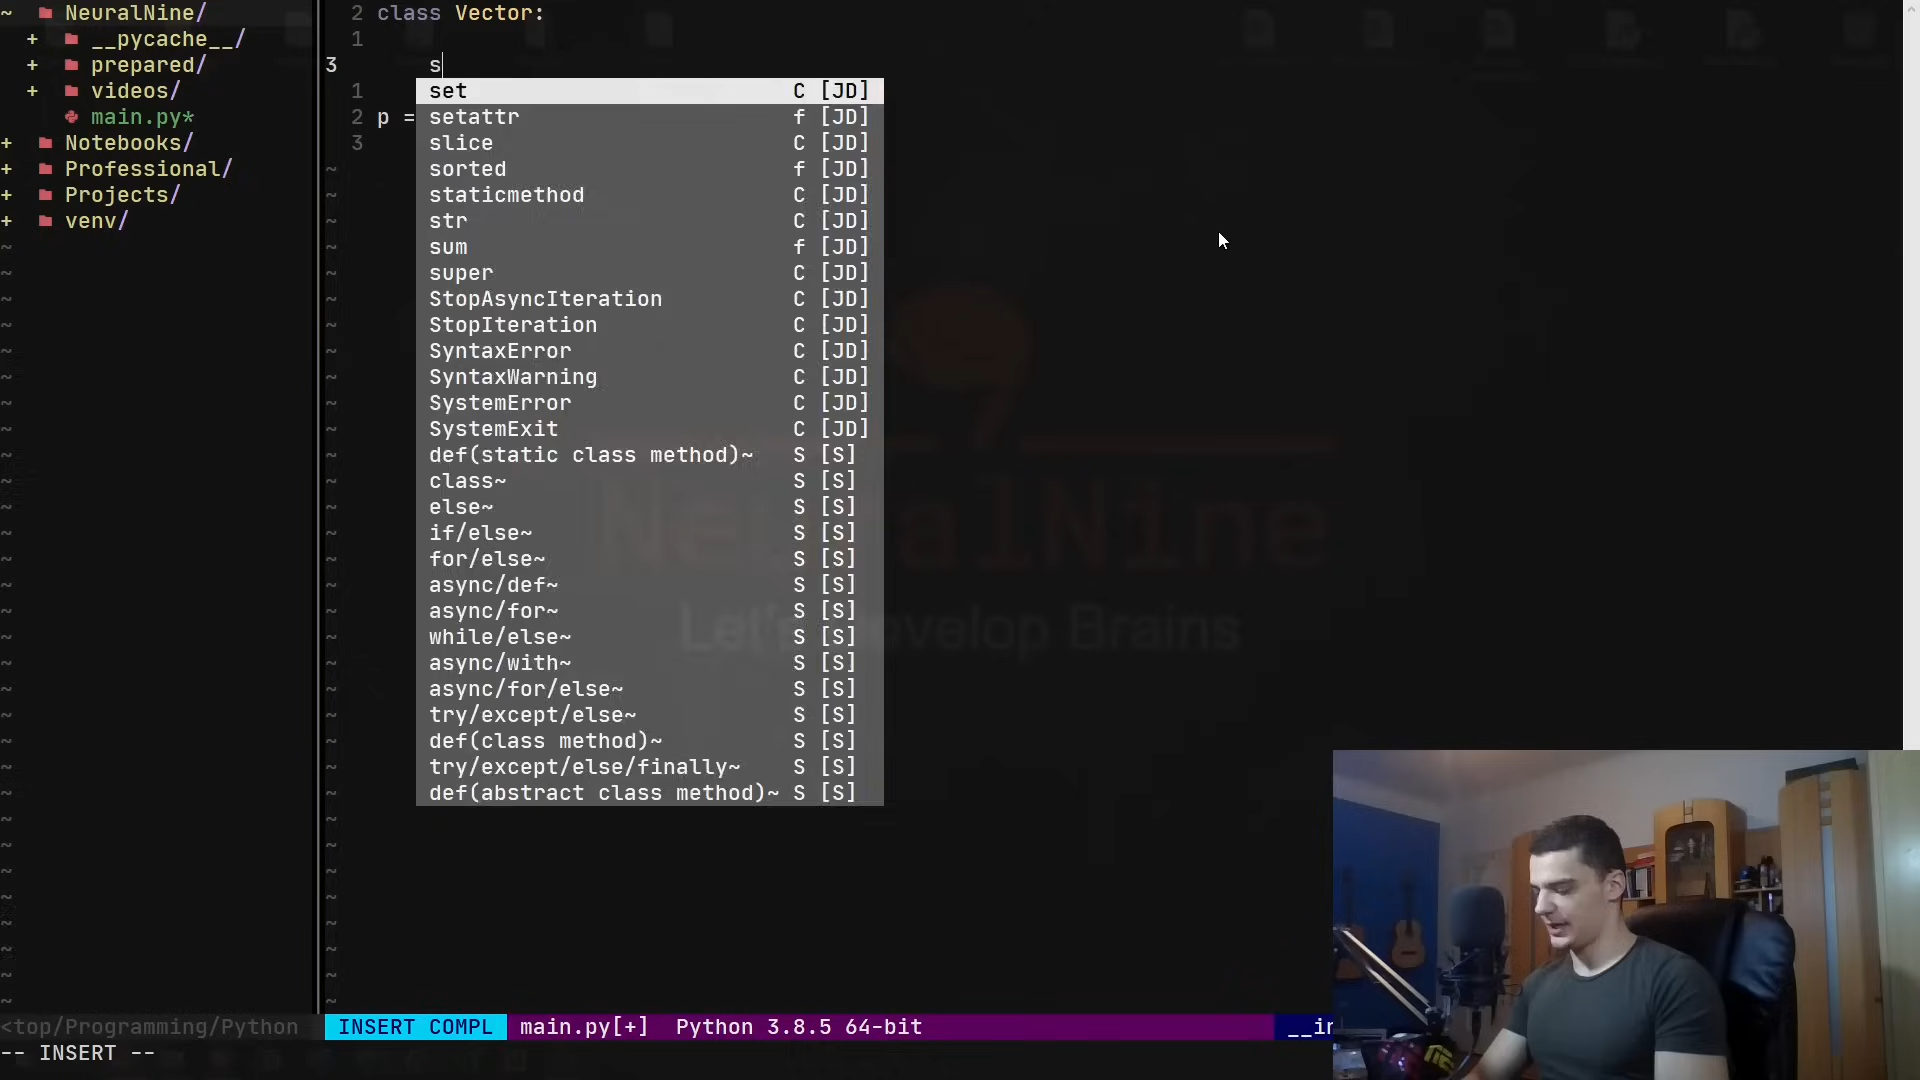 ~ NeuralNine/
+ __pycache__/
+ prepared/
+ videos/
main.py*
+ Notebooks/
+ Professional/
+ Projects/
+ venv/
2 class Vector:
1
3 s
1
2 p =
3
set C [JD]
setattr f [JD]
slice C [JD]
sorted f [JD]
staticmethod C [JD]
str C [JD]
sum f [JD]
super C [JD]
StopAsyncIteration C [JD]
StopIteration C [JD]
SyntaxError C [JD]
SyntaxWarning C [JD]
SystemError C [JD]
SystemExit C [JD]
def(static class method)~ S [S]
class~ S [S]
else~ S [S]
if/else~ S [S]
for/else~ S [S]
async/def~ S [S]
async/for~ S [S]
while/else~ S [S]
async/with~ S [S]
async/for/else~ S [S]
try/except/else~ S [S]
def(class method)~ S [S]
try/except/else/finally~ S [S]
def(abstract class method)~ S [S]
NeuralNine
Let's Develop Brains
<top/Programming/Python INSERT COMPL main.py[+] Python 3.8.5 64-bit __in
-- INSERT --